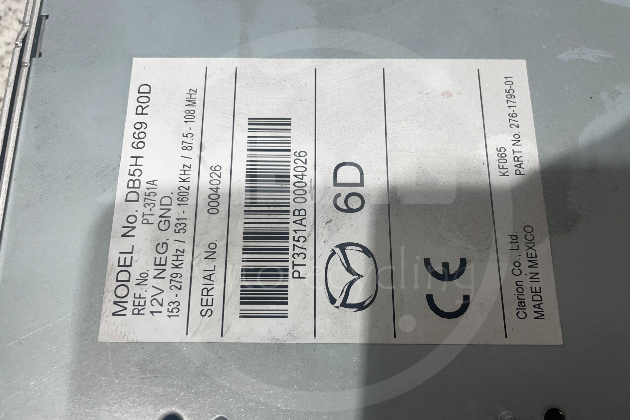 MODEL No. DB5H 669 R0D
REF. No. PT-3751A
12V NEG. GND.
153 - 279 KHz / 531 - 1602 KHz / 87.5 - 108 MHz
SERIAL No. 0004026
PT3751AB 0004026
6D
CE
KF065
PART No. 276-1795-01
Clarion Co., Ltd.
MADE IN MEXICO